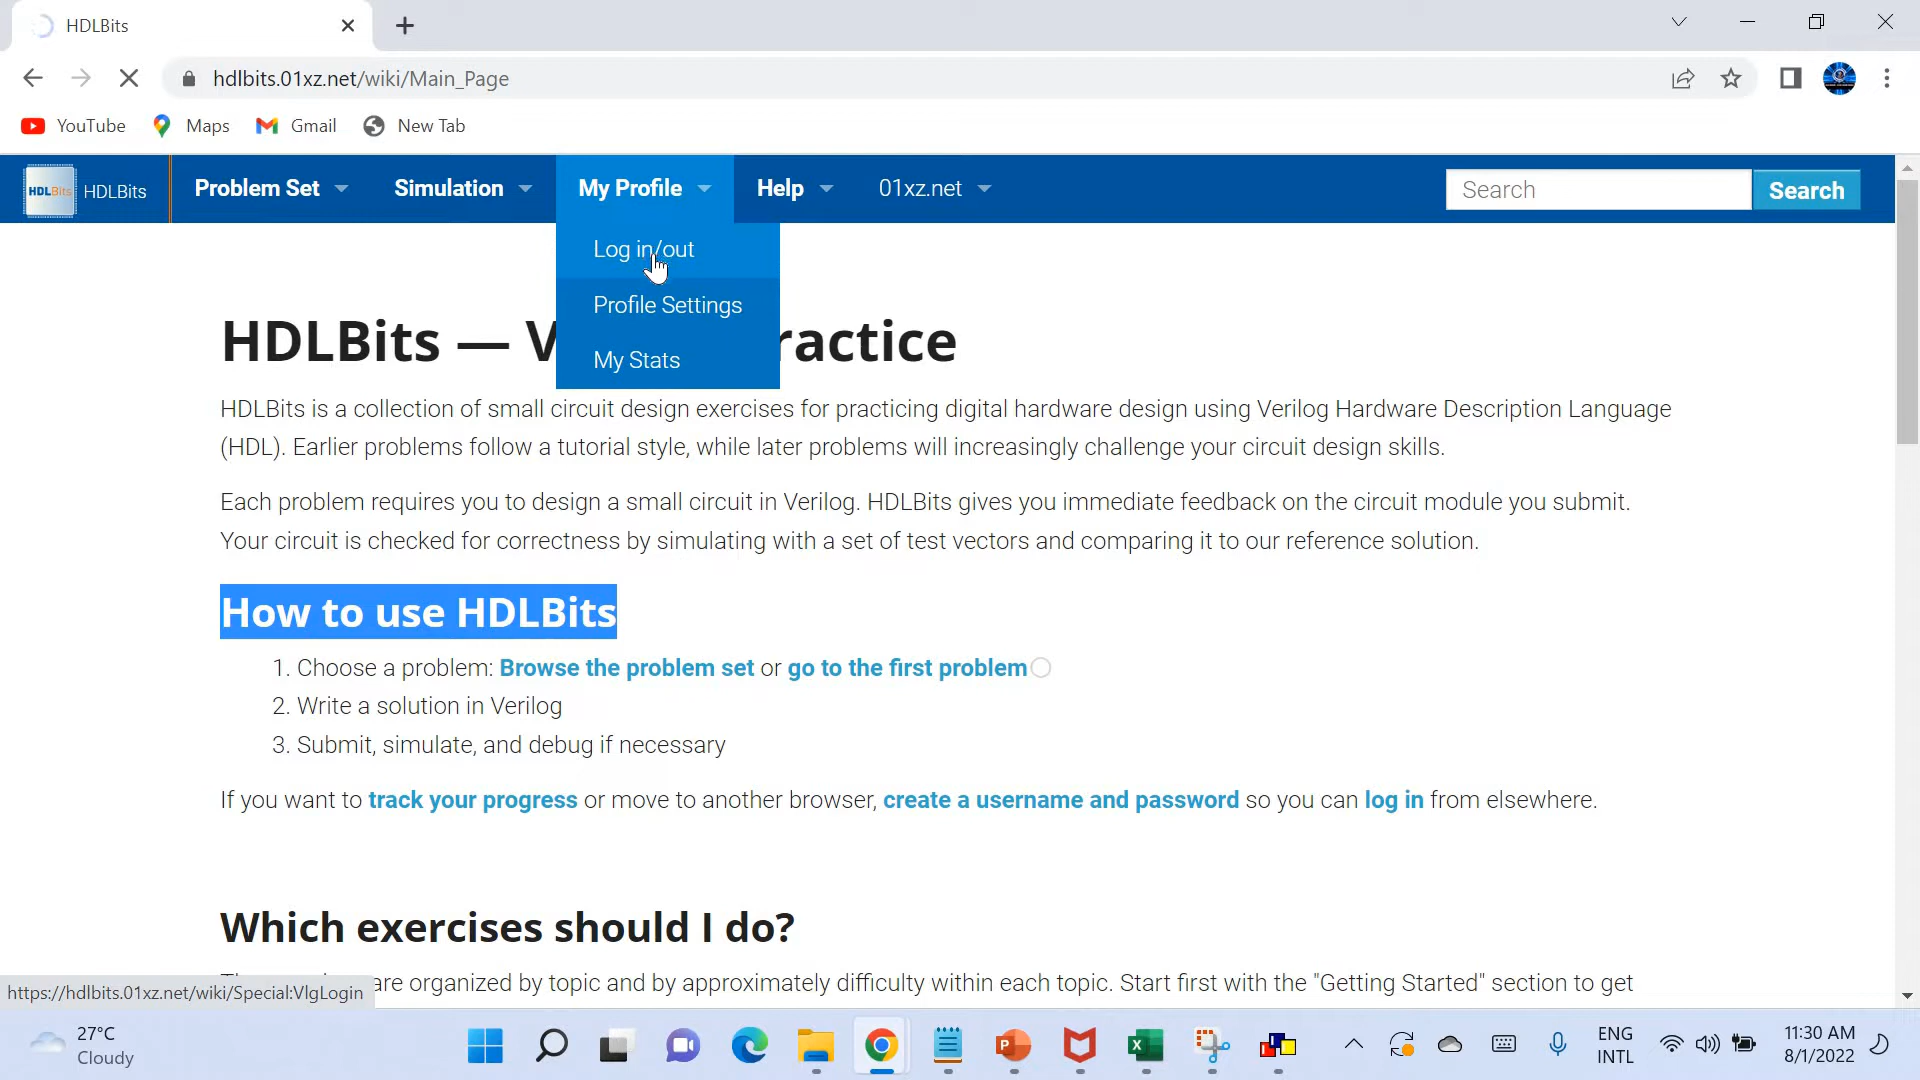 HDLBits
hdlbits.01xz.net/wiki/Main_Page
YouTube Maps Gmail New Tab
HDLBits HDLBits Problem Set Simulation My Profile Help 01xz.net Search Search
Log in/out
Profile Settings
My Stats
HDLBits — V ractice
HDLBits is a collection of small circuit design exercises for practicing digital hardware design using Verilog Hardware Description Language
(HDL). Earlier problems follow a tutorial style, while later problems will increasingly challenge your circuit design skills.
Each problem requires you to design a small circuit in Verilog. HDLBits gives you immediate feedback on the circuit module you submit.
Your circuit is checked for correctness by simulating with a set of test vectors and comparing it to our reference solution.
How to use HDLBits
1. Choose a problem: Browse the problem set or go to the first problem
2. Write a solution in Verilog
3. Submit, simulate, and debug if necessary
If you want to track your progress or move to another browser, create a username and password so you can log in from elsewhere.
Which exercises should I do?
are organized by topic and by approximately difficulty within each topic. Start first with the "Getting Started" section to get
https://hdlbits.01xz.net/wiki/Special:VlgLogin
27°C
Cloudy
ENG
INTL
11:30 AM
8/1/2022